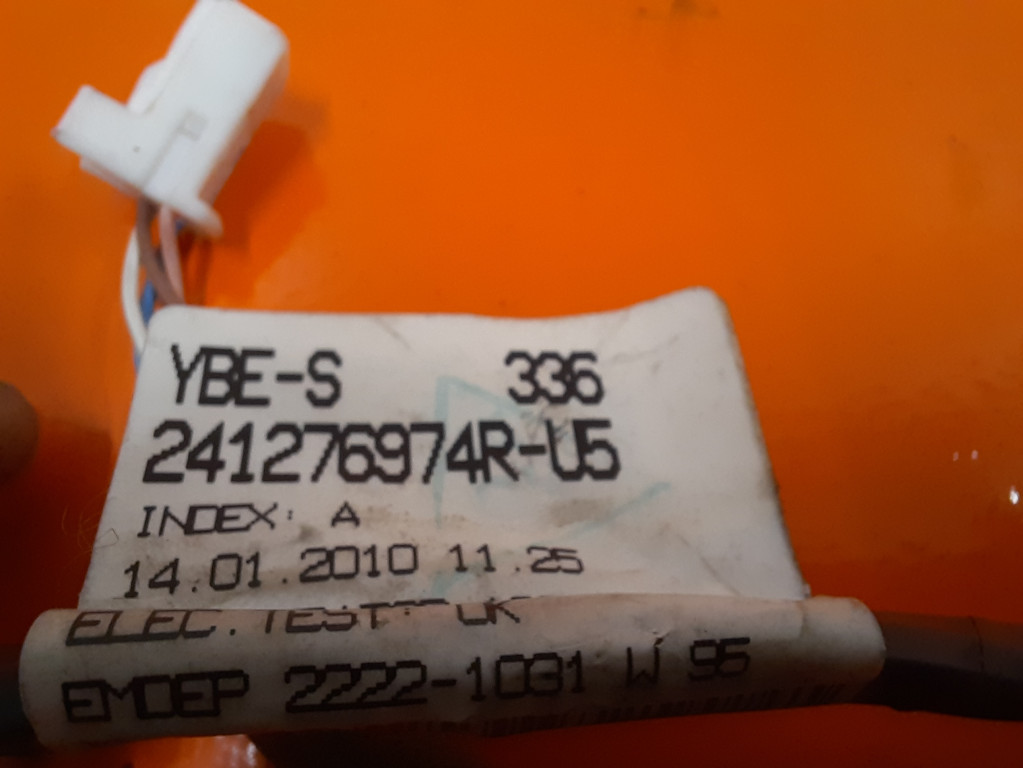 YBE-S 336
241276974R-U5
INDEX: A
14.01.2010 11.25
ELEC.TEST: OK
EMDEP 2222-1031 W 95